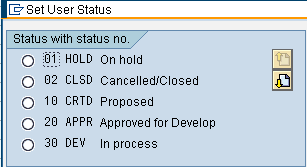 Set User Status
Status with status no.
01 HOLD On hold
02 CLSD Cancelled/Closed
10 CRTD Proposed
20 APPR Approved for Develop
30 DEV In process